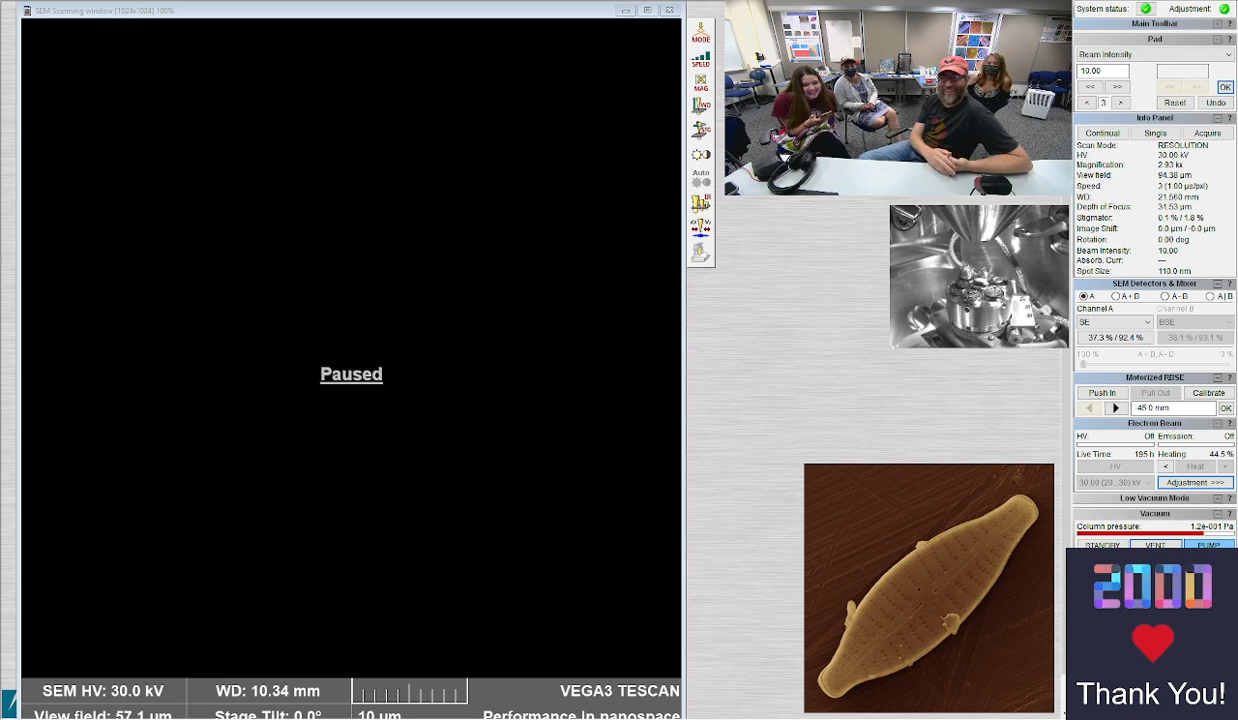 SEM Scanning window [1024x1024] 100%
Paused
SEM HV: 30.0 kV
WD: 10.34 mm
VEGA3 TESCAN
View field: 57.1 µm
Stage Tilt: 0.0°
10 µm
Performance in nanospace
MODE
SPEED
MAG
WD
STG
Auto
System status:
Adjustment:
Main Toolbar
Pad
Beam Intensity
10.00
<< >>
<< >>
OK
< 3 >
Reset
Undo
Info Panel
Continual
Single
Acquire
Scan Mode: RESOLUTION
HV: 30.00 kV
Magnification: 2.93 kx
View field: 94.38 µm
Speed: 3 (1.00 µs/pxl)
WD: 21.560 mm
Depth of Focus: 31.53 µm
Stigmator: 0.1 % / 1.8 %
Image Shift: 0.0 µm / -0.0 µm
Rotation: 0.00 deg
Beam Intensity: 10.00
Absorb. Curr: ---
Spot Size: 110.0 nm
SEM Detectors & Mixer
A
A + B
A - B
A | B
Channel A
Channel B
SE
BSE
37.3 % / 92.4 %
38.1 % / 93.1 %
100 %
A + B, A - B
0 %
Motorized RBSE
Push In
Pull Out
Calibrate
-45.0 mm
OK
Electron Beam
HV: Off
Emission: Off
Live Time: 195 h
Heating: 44.5 %
HV
< Heat >
30.00 (20...30) kV
Adjustment >>>
Low Vacuum Mode
Vacuum
Column pressure: 1.2e-001 Pa
STANDBY
VENT
PUMP
2000
Thank You!